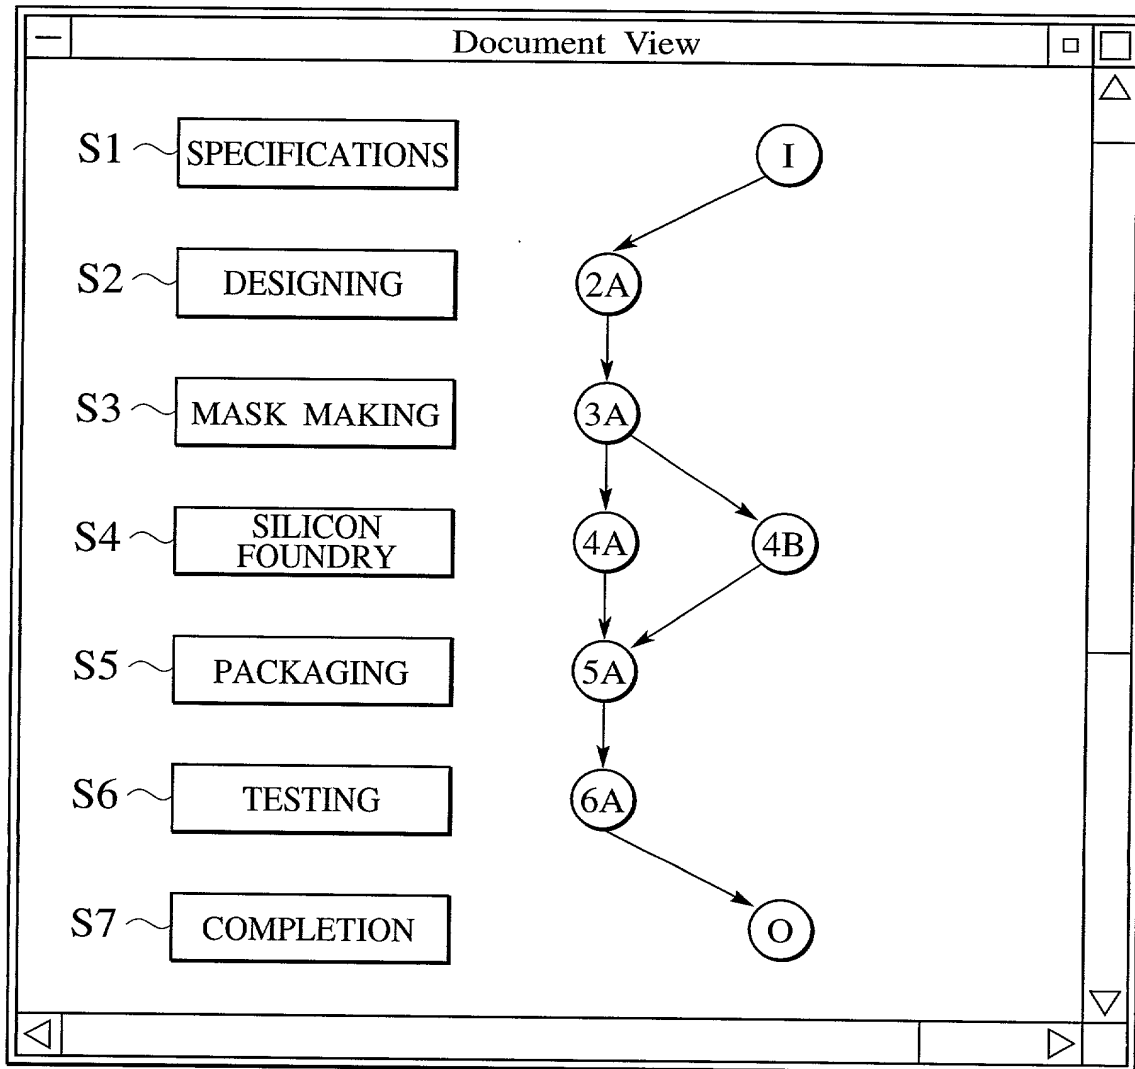 Document View
S1 SPECIFICATIONS I
S2 DESIGNING 2A
S3 MASK MAKING 3A
S4 SILICON FOUNDRY 4A 4B
S5 PACKAGING 5A
S6 TESTING 6A
S7 COMPLETION O